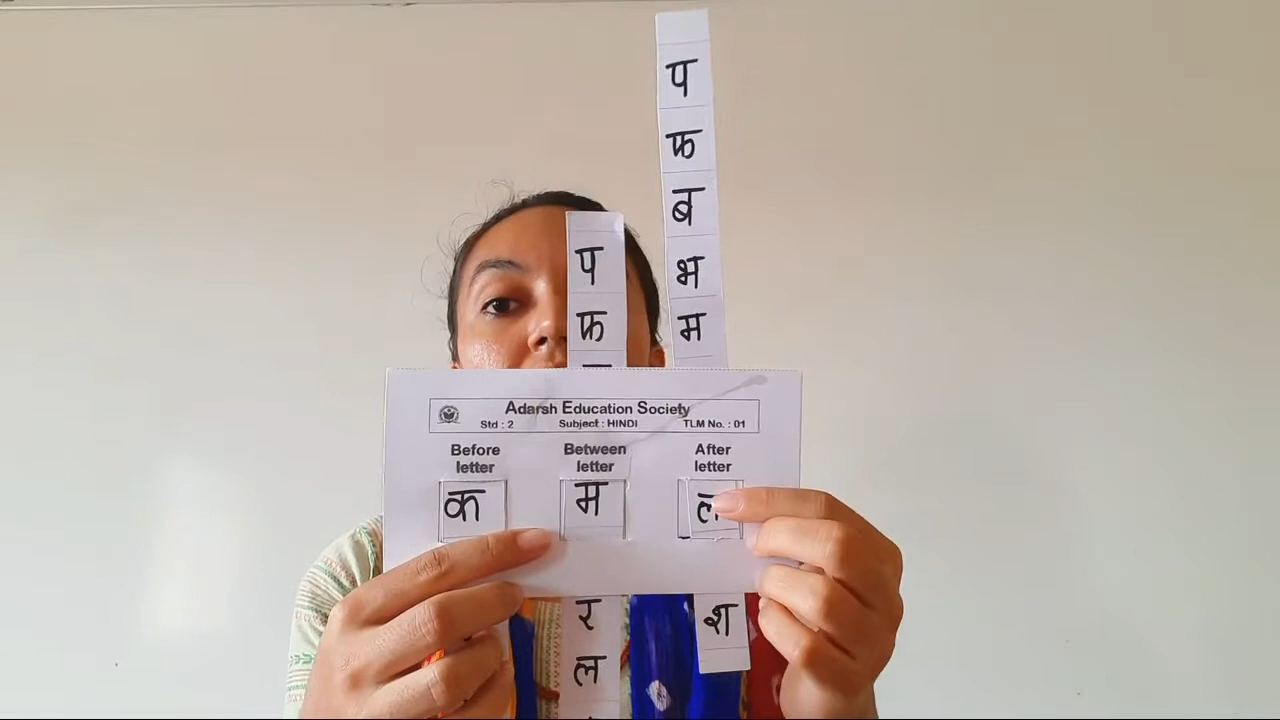 प
फ
ब
भ
म
प
फ
Adarsh Education Society
Std : 2 Subject : HINDI TLM No. : 01
Before letter
Between letter
After letter
क म ल
र
ल
श